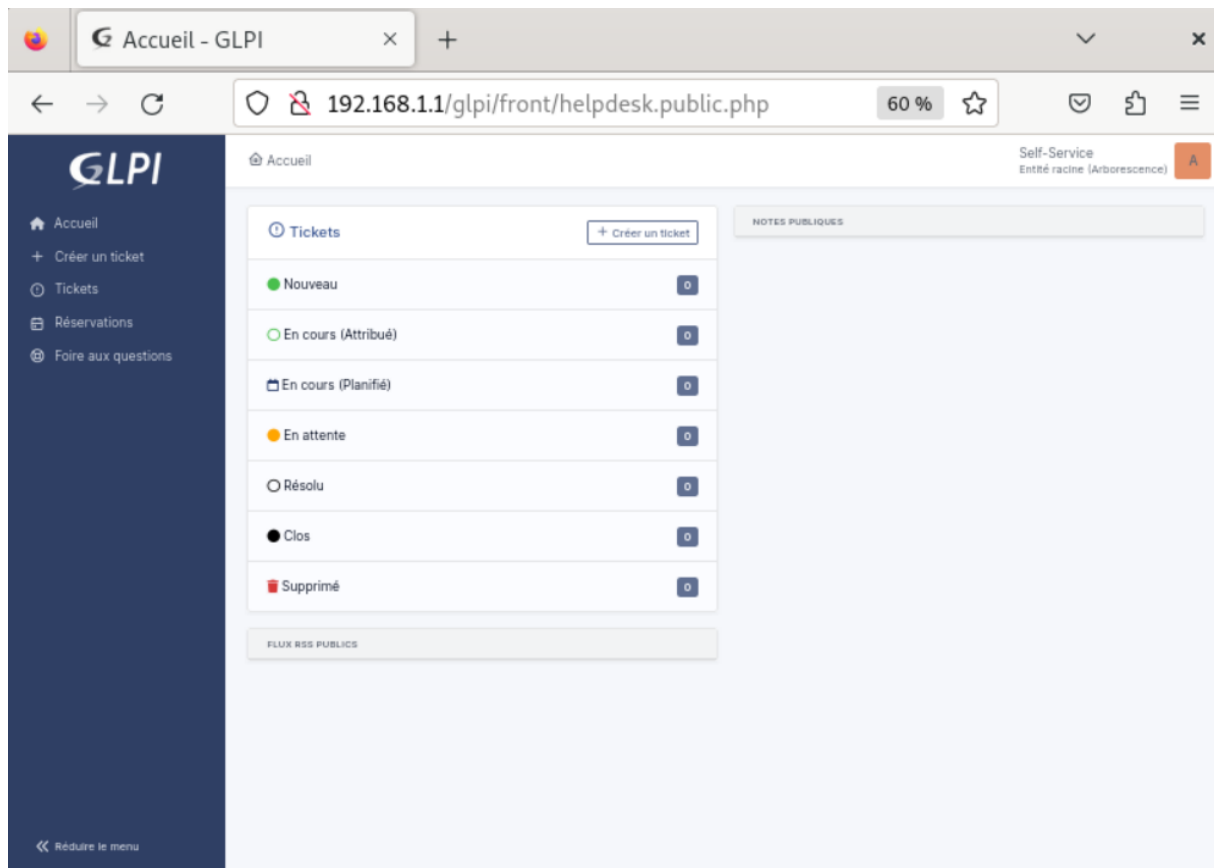 Accueil - GLPI
192.168.1.1/glpi/front/helpdesk.public.php
60 %
GLPI
Accueil
Créer un ticket
Tickets
Réservations
Foire aux questions
Réduire le menu
Accueil
Self-Service
Entité racine (Arborescence)
A
Tickets
+ Créer un ticket
Nouveau 0
En cours (Attribué) 0
En cours (Planifié) 0
En attente 0
Résolu 0
Clos 0
Supprimé 0
FLUX RSS PUBLICS
NOTES PUBLIQUES